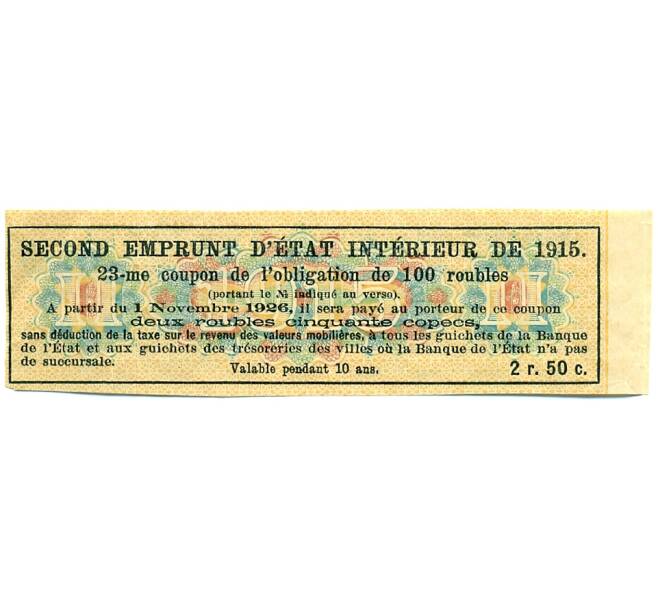 SECOND EMPRUNT D'ÉTAT INTÉRIEUR DE 1915.
23-me coupon de l'obligation de 100 roubles
(portant le № indiqué au verso).
A partir du 1 Novembre 1926, il sera payé au porteur de ce coupon
deux roubles cinquante copecs,
sans déduction de la taxe sur le revenu des valeurs mobilières, à tous les guichets de la Banque
de l'État et aux guichets des trésoreries des villes où la Banque de l'État n'a pas
de succursale.
Valable pendant 10 ans.
2 r. 50 c.